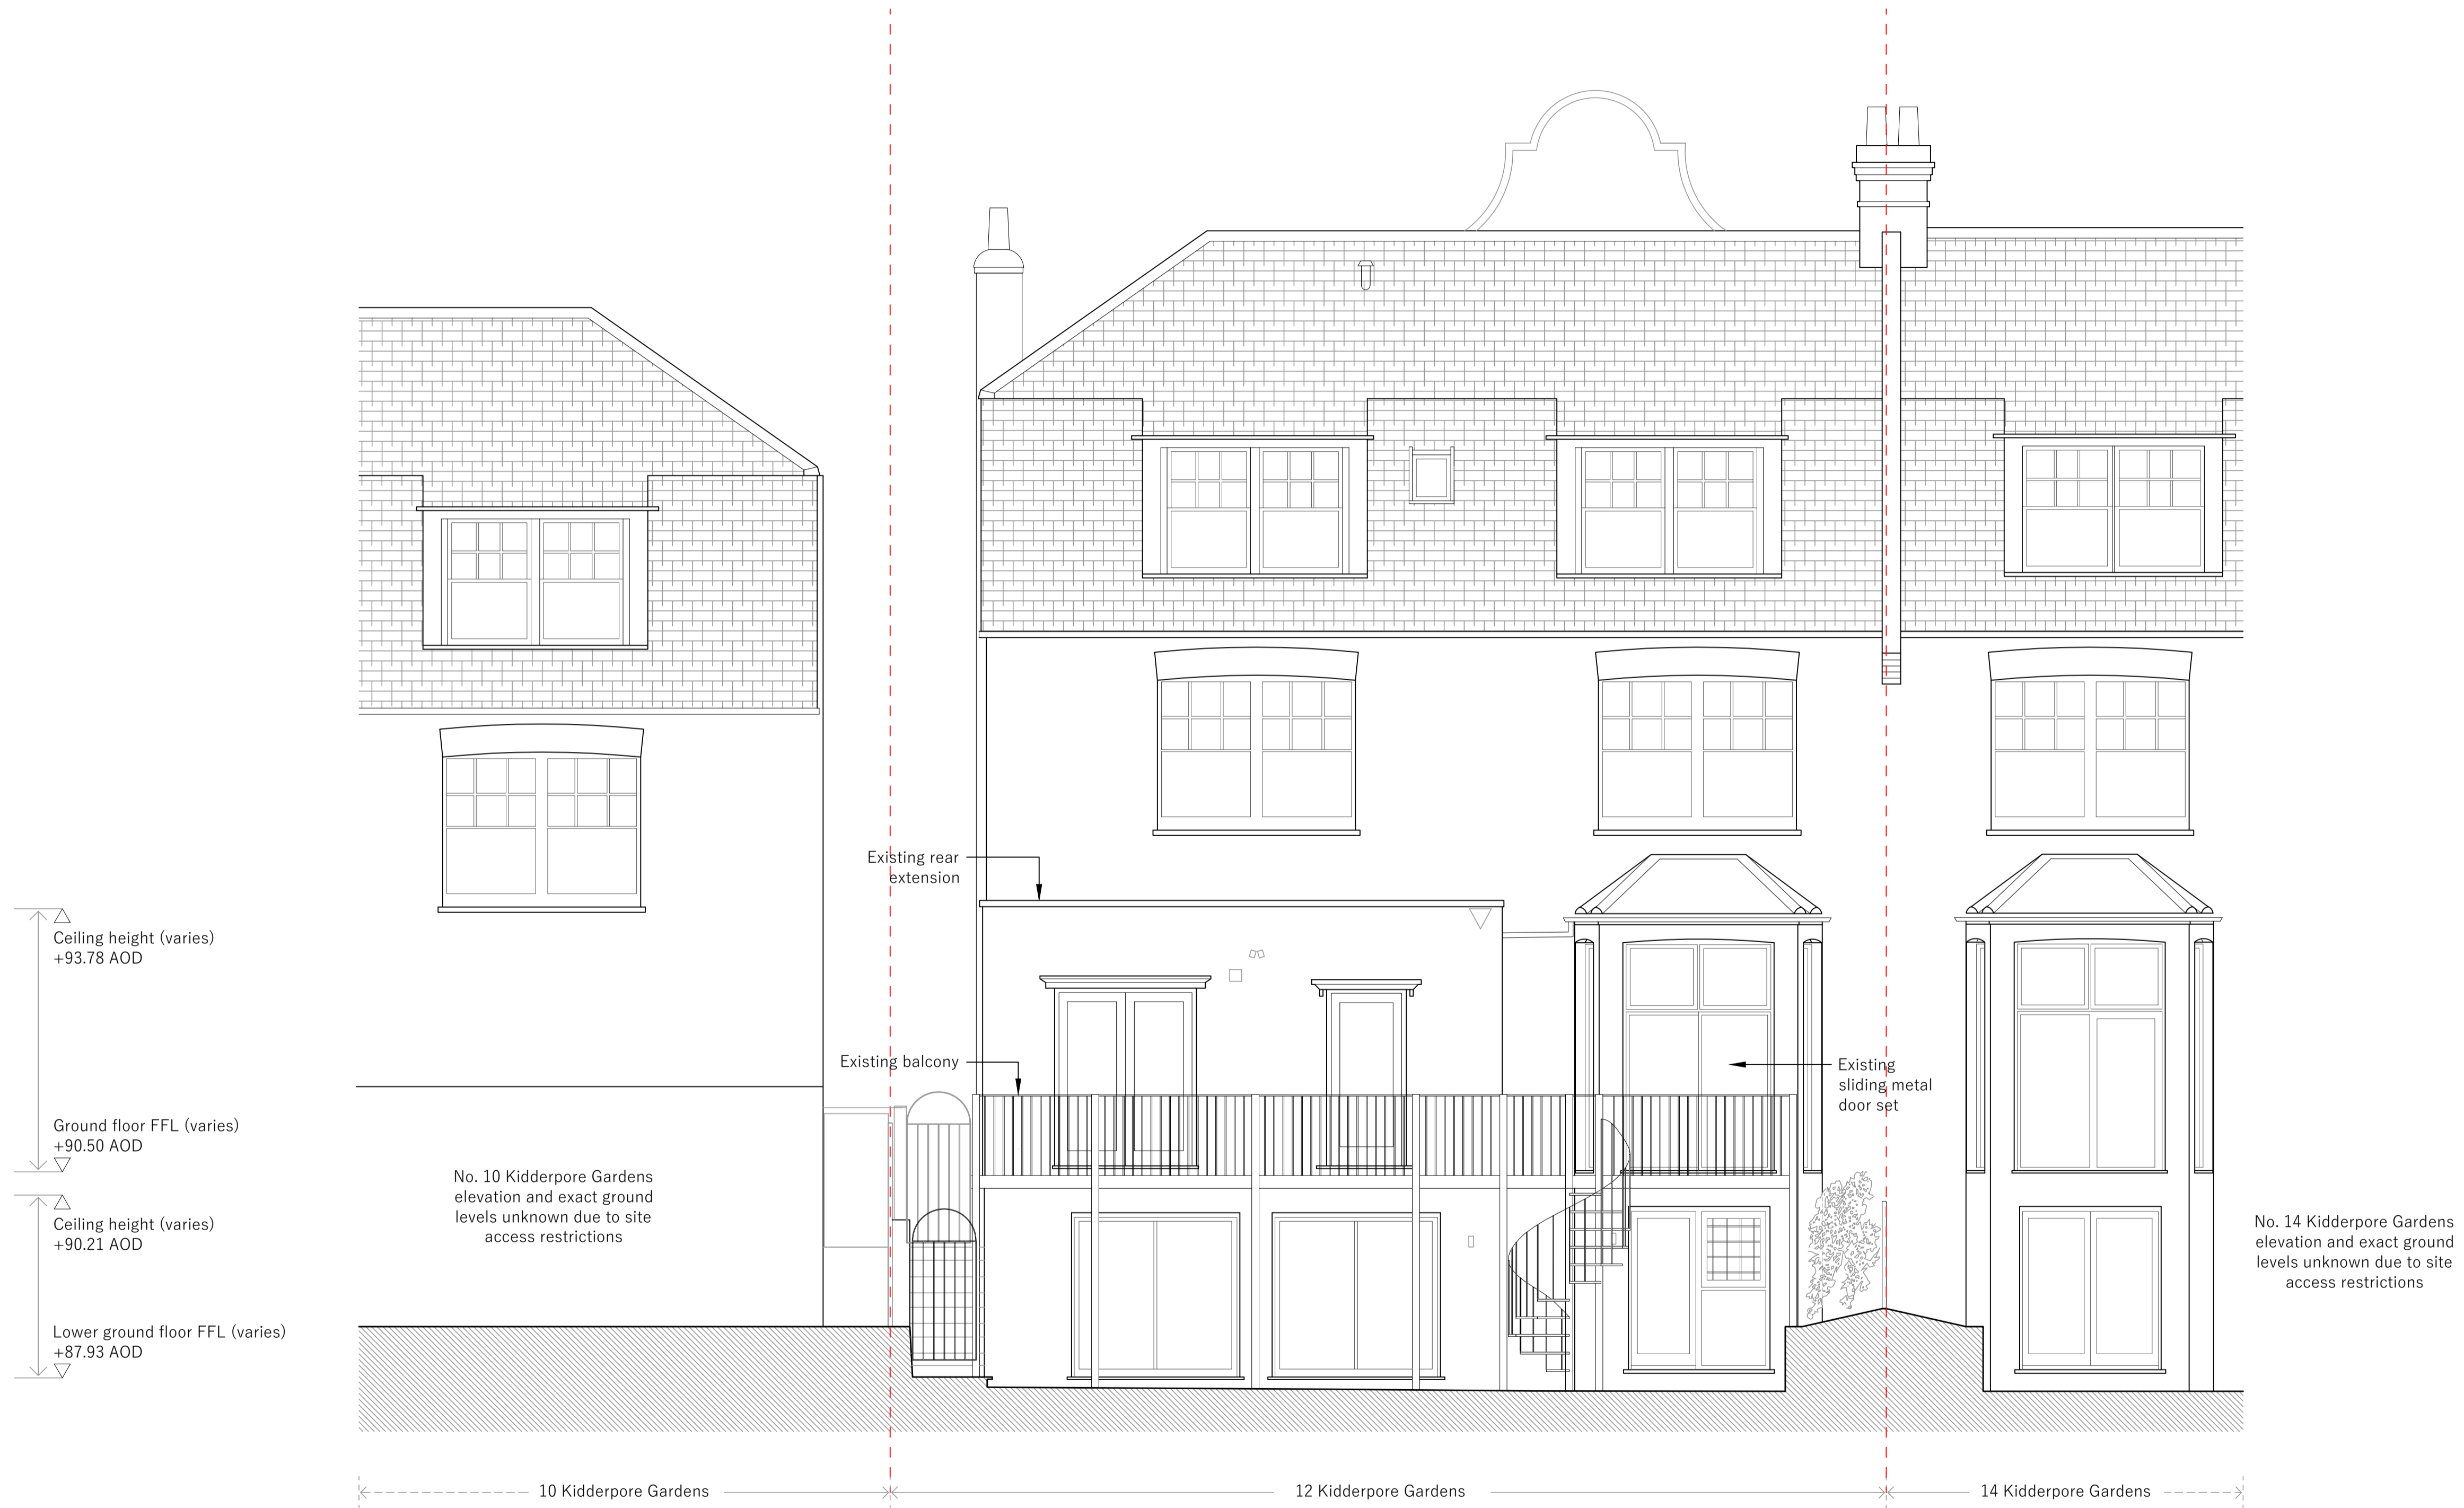 Existing rear
extension
Ceiling height (varies)
+93.78 AOD
Existing balcony
Existing
sliding metal
door set
Ground floor FFL (varies)
+90.50 AOD
No. 10 Kidderpore Gardens
elevation and exact ground
levels unknown due to site
access restrictions
Ceiling height (varies)
+90.21 AOD
No. 14 Kidderpore Gardens
elevation and exact ground
levels unknown due to site
access restrictions
Lower ground floor FFL (varies)
+87.93 AOD
10 Kidderpore Gardens
12 Kidderpore Gardens
14 Kidderpore Gardens